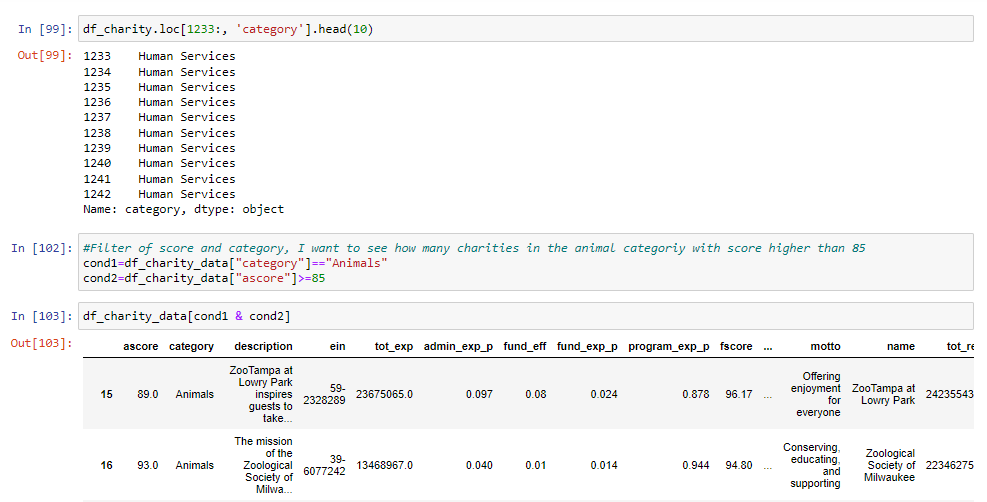 In [99]: df_charity.loc[1233:, 'category'].head(10)
Out[99]: 1233    Human Services
1234    Human Services
1235    Human Services
1236    Human Services
1237    Human Services
1238    Human Services
1239    Human Services
1240    Human Services
1241    Human Services
1242    Human Services
Name: category, dtype: object
In [102]: #Filter of score and category, I want to see how many charities in the animal categoriy with score higher than 85
cond1=df_charity_data["category"]=="Animals"
cond2=df_charity_data["ascore"]>=85
In [103]: df_charity_data[cond1 & cond2]
Out[103]:
ascore category description ein tot_exp admin_exp_p fund_eff fund_exp_p program_exp_p fscore ... motto name tot_re
15 89.0 Animals ZooTampa at Lowry Park inspires guests to take... 59-2328289 23675065.0 0.097 0.08 0.024 0.878 96.17 ... Offering enjoyment for everyone ZooTampa at Lowry Park 24235543
16 93.0 Animals The mission of the Zoological Society of Milwa... 39-6077242 13468967.0 0.040 0.01 0.014 0.944 94.80 ... Conserving, educating, and supporting Zoological Society of Milwaukee 22346275